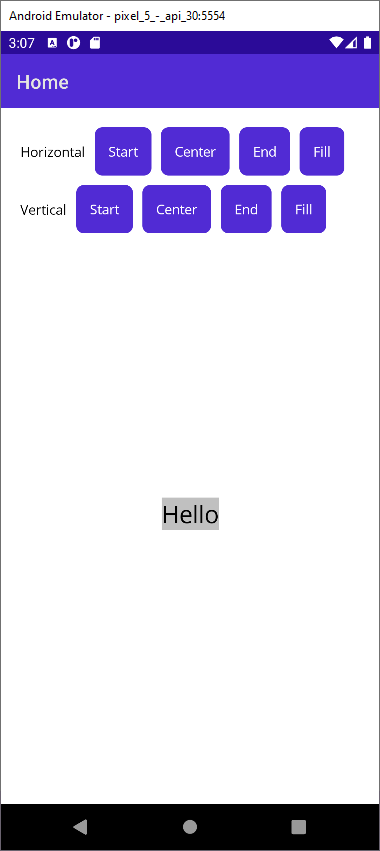 Android Emulator - pixel_5_-_api_30:5554
3:07 A
Home
Horizontal Start Center End Fill
Vertical Start Center End Fill
Hello